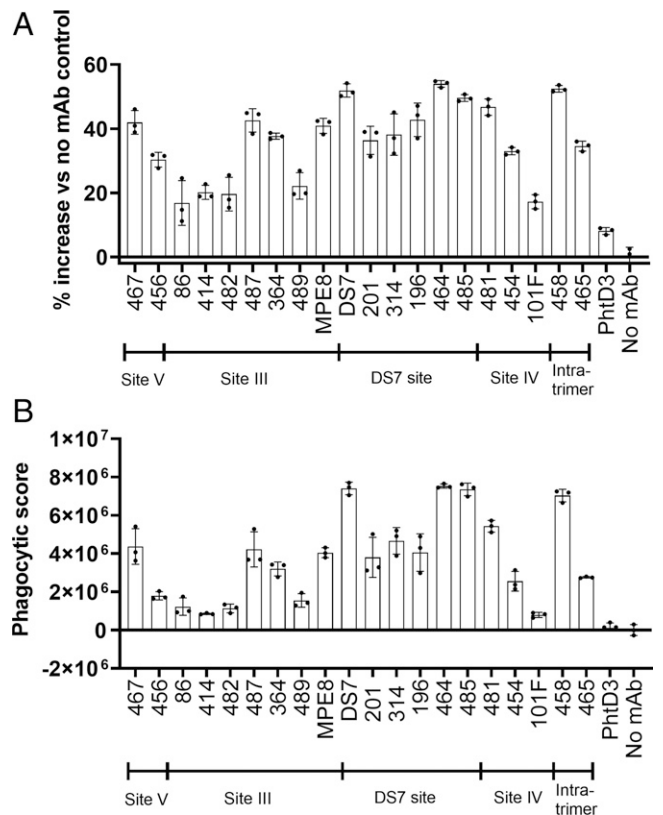 A
% increase vs no mAb control
60
40
20
0
467 456 86 414 482 487 364 489 MPE8 DS7 201 314 196 464 485 481 454 101F 458 465 PhtD3 No mAb
Site V Site III DS7 site Site IV Intra-
trimer
B
Phagocytic score
1×10⁷
8×10⁶
6×10⁶
4×10⁶
2×10⁶
0
-2×10⁶
467 456 86 414 482 487 364 489 MPE8 DS7 201 314 196 464 485 481 454 101F 458 465 PhtD3 No mAb
Site V Site III DS7 site Site IV Intra-
trimer